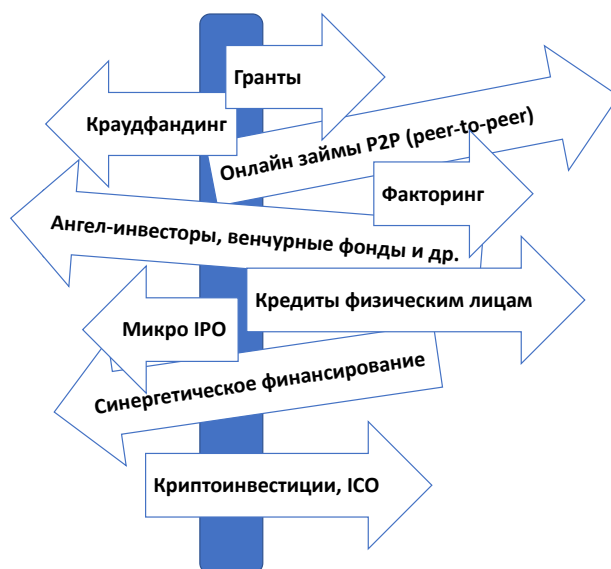 Гранты
Краудфандинг
Онлайн займы P2P (peer-to-peer)
Факторинг
Ангел-инвесторы, венчурные фонды и др.
Кредиты физическим лицам
Микро IPO
Синергетическое финансирование
Криптоинвестиции, ICO